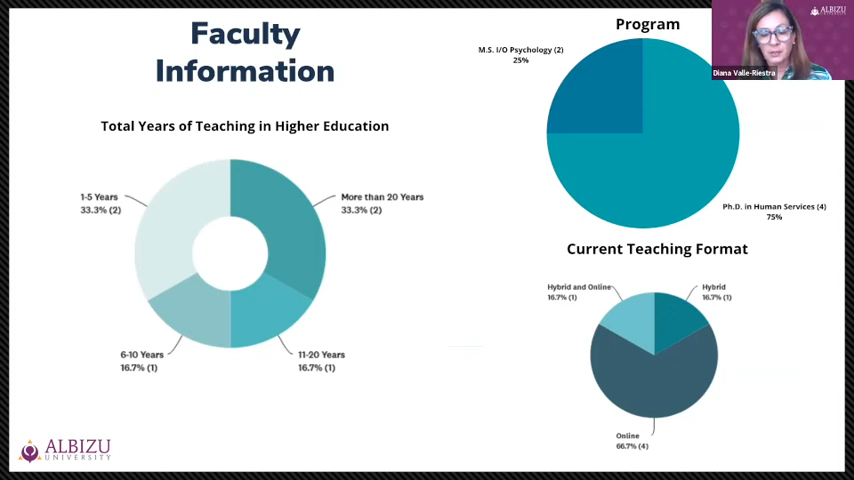 Faculty
Information
Total Years of Teaching in Higher Education
1-5 Years
33.3% (2)
More than 20 Years
33.3% (2)
6-10 Years
16.7% (1)
11-20 Years
16.7% (1)
ALBIZU
UNIVERSITY
Program
M.S. I/O Psychology (2)
25%
Ph.D. in Human Services (4)
75%
Current Teaching Format
Hybrid and Online
16.7% (1)
Hybrid
16.7% (1)
Online
66.7% (4)
ALBIZU
UNIVERSITY
Diana Valle-Riestra